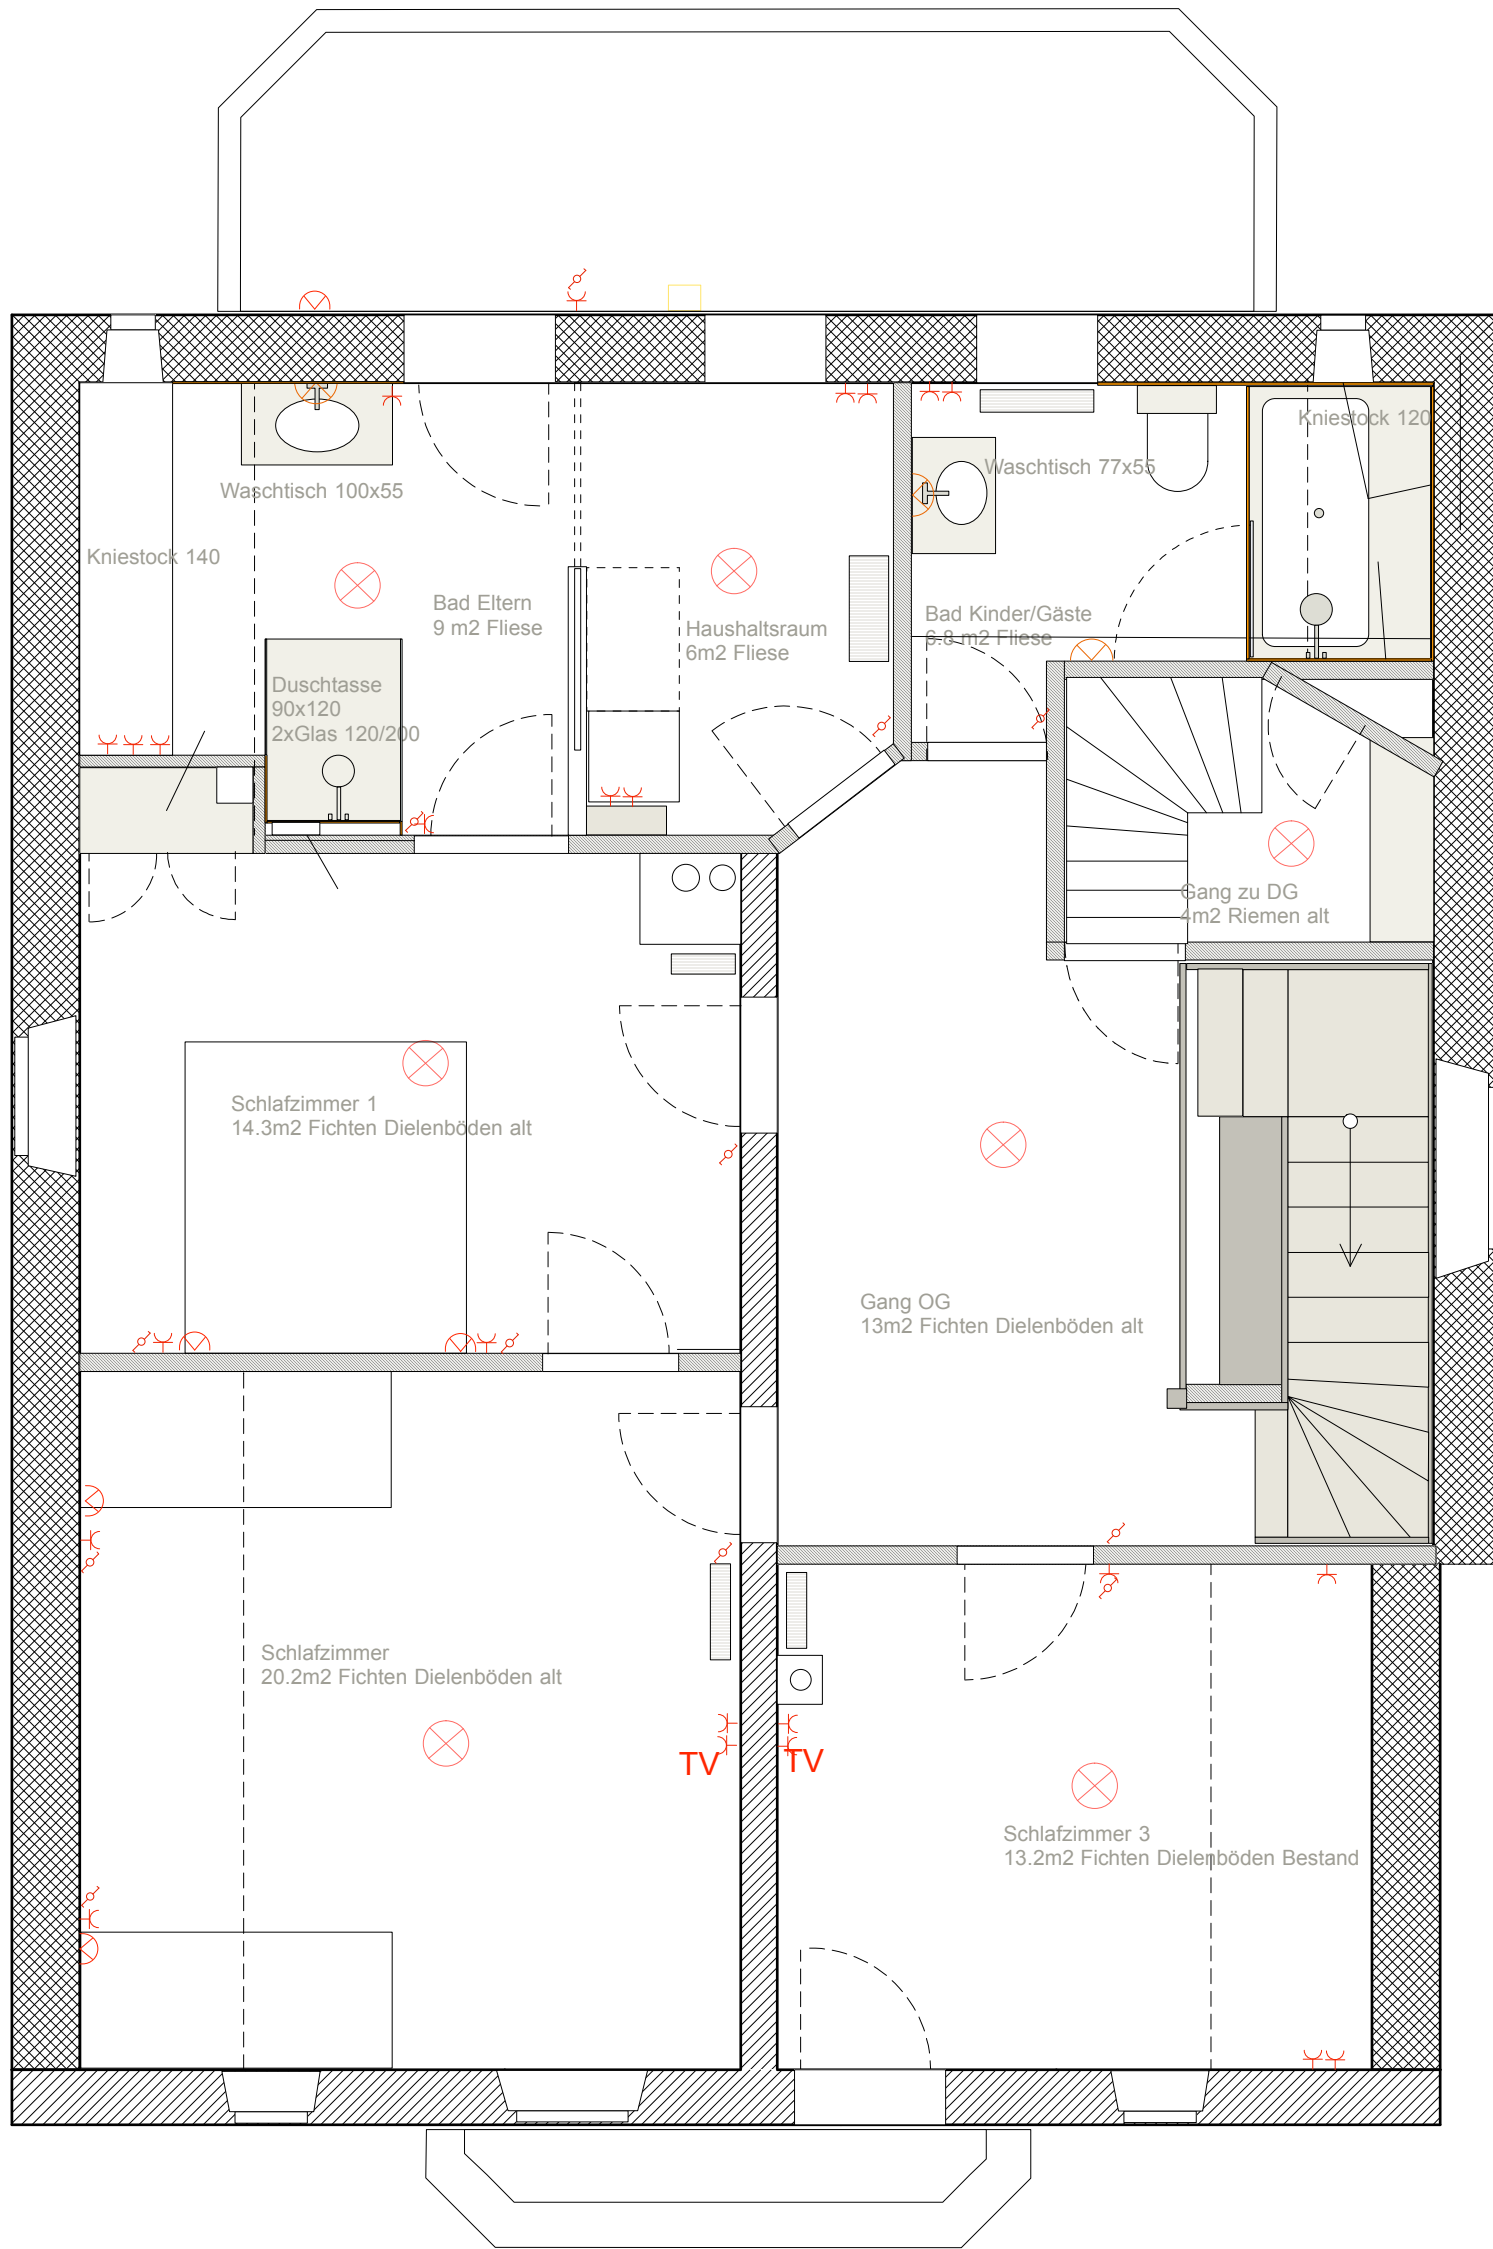 Kniestock 120
Waschtisch 77x55
Waschtisch 100x55
Kniestock 140
Bad Eltern
9 m2 Fliese
Haushaltsraum
6m2 Fliese
Bad Kinder/Gäste
6.8 m2 Fliese
Duschtasse
90x120
2xGlas 120/200
Gang zu DG
4m2 Riemen alt
Schlafzimmer 1
14.3m2 Fichten Dielenböden alt
Gang OG
13m2 Fichten Dielenböden alt
Schlafzimmer
20.2m2 Fichten Dielenböden alt
TV
TV
Schlafzimmer 3
13.2m2 Fichten Dielenböden Bestand